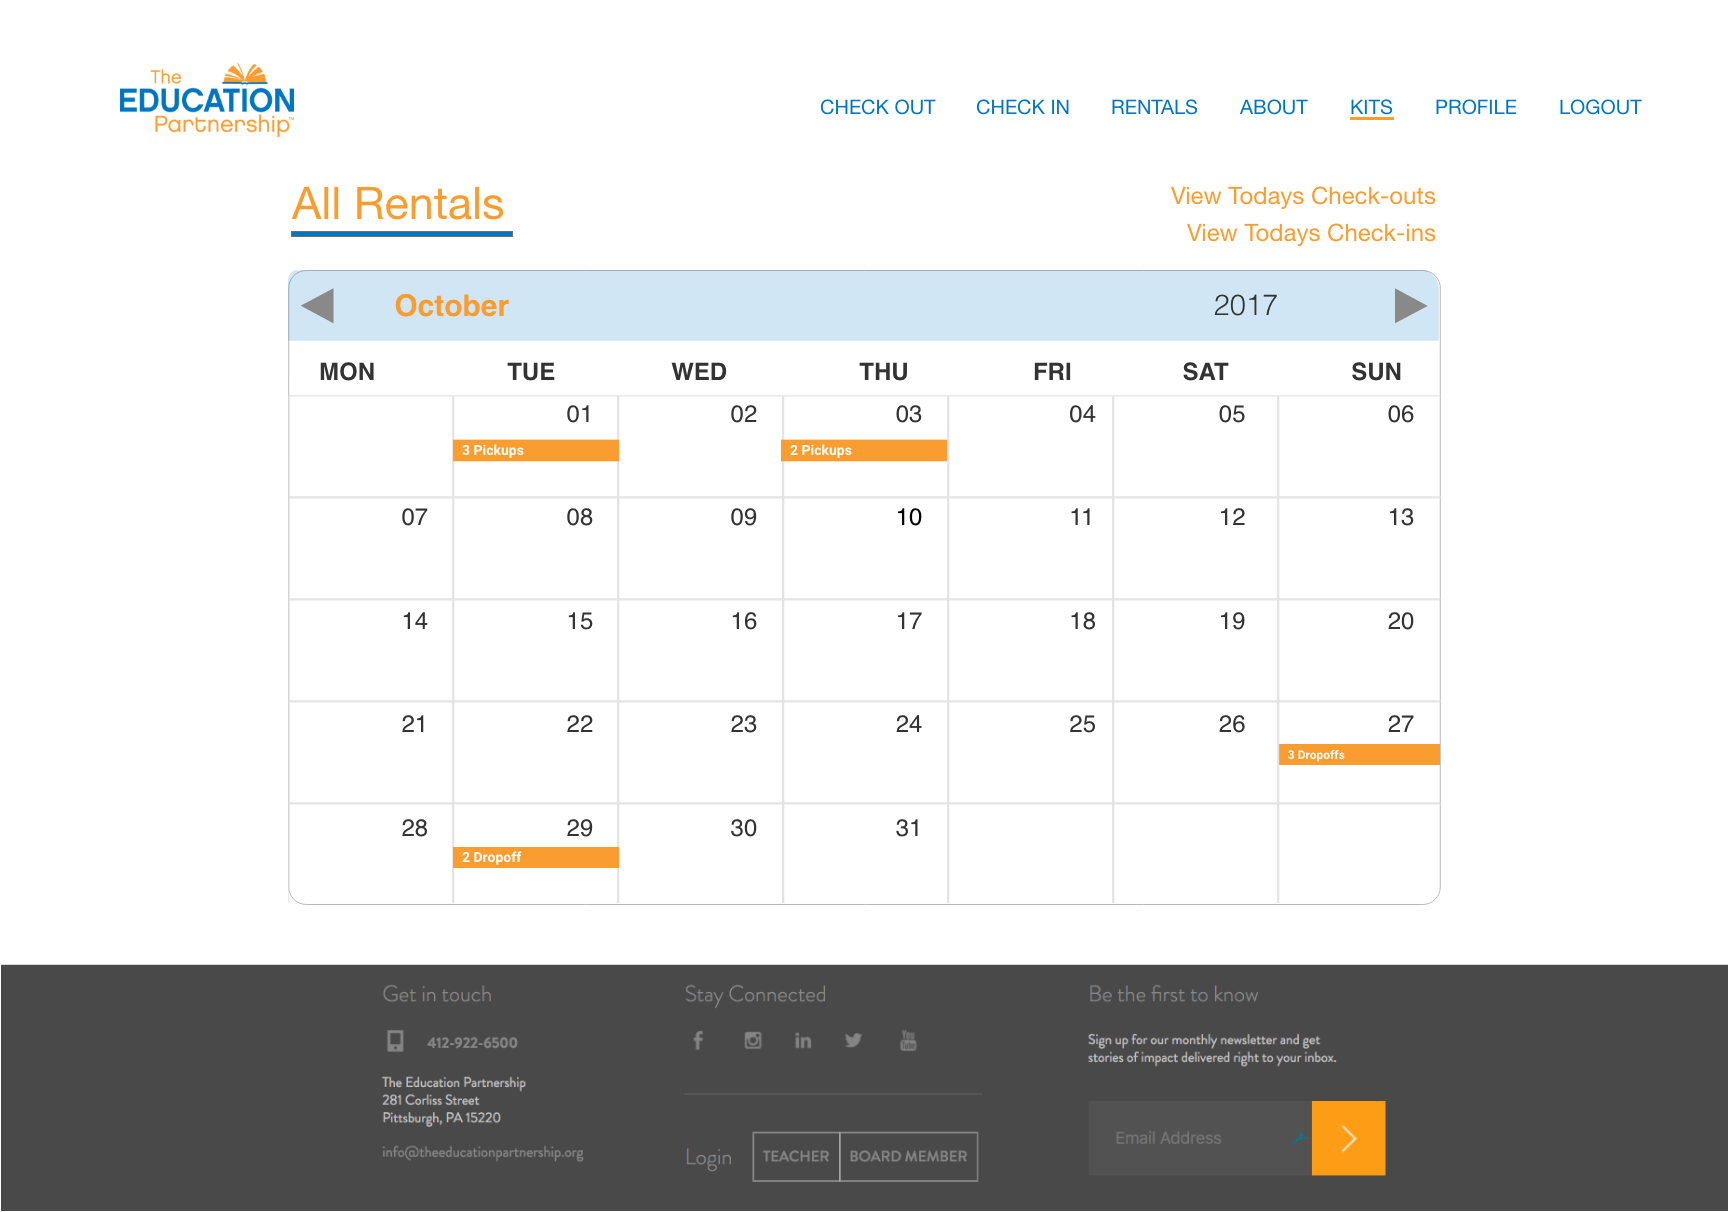 The
EDUCATION
Partnership™
CHECK OUT CHECK IN RENTALS ABOUT KITS PROFILE LOGOUT
All Rentals
View Todays Check-outs
View Todays Check-ins
October 2017
MON TUE WED THU FRI SAT SUN
01 02 03 04 05 06
3 Pickups 2 Pickups
07 08 09 10 11 12 13
14 15 16 17 18 19 20
21 22 23 24 25 26 27
3 Dropoffs
28 29 30 31
2 Dropoff
Get in touch
412-922-6500
The Education Partnership
281 Corliss Street
Pittsburgh, PA 15220
info@theeducationpartnership.org
Stay Connected
You
Tube
Login TEACHER BOARD MEMBER
Be the first to know
Sign up for our monthly newsletter and get
stories of impact delivered right to your inbox.
Email Address